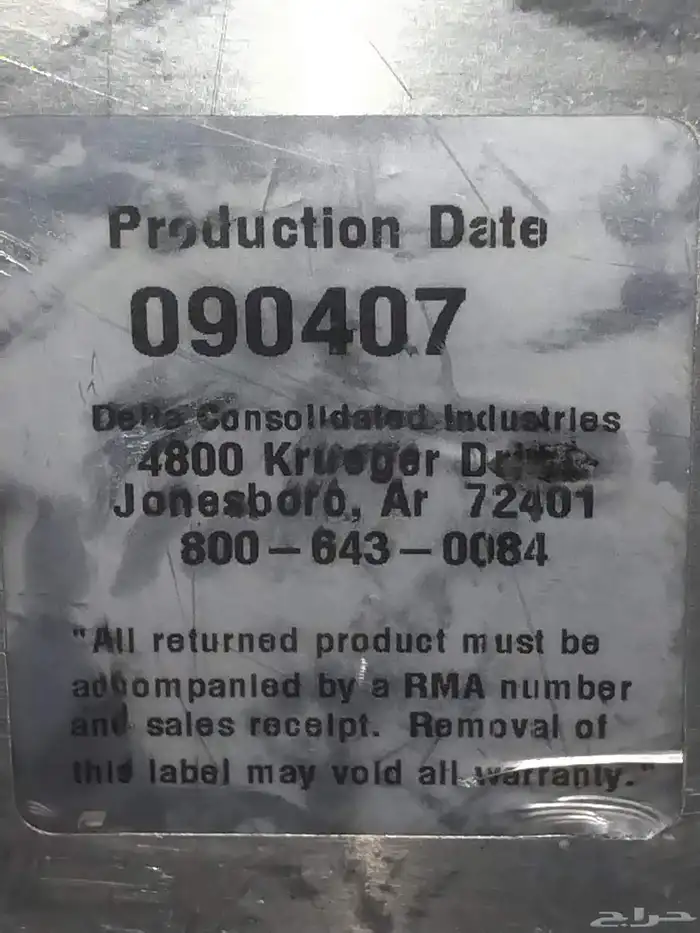 Production Date
090407
Delta Consolidated Industries
4800 Krueger Drive
Jonesboro, Ar 72401
800-643-0084
"All returned product must be
accompanied by a RMA number
and sales receipt. Removal of
this label may void all warranty."
حراج